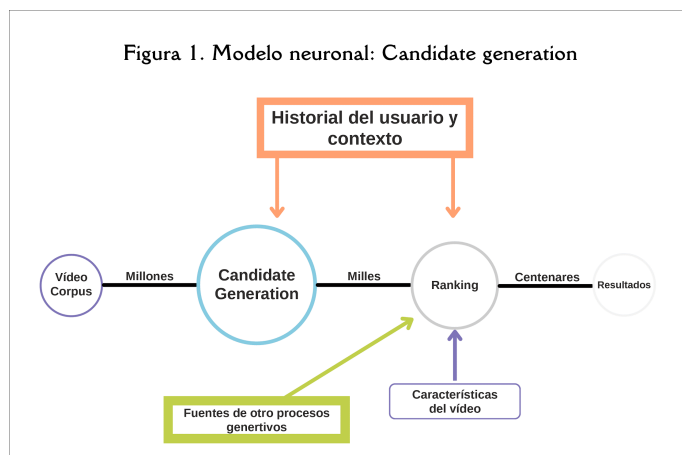 Figura 1. Modelo neuronal: Candidate generation
Historial del usuario y
contexto
Vídeo
Corpus
Millones
Candidate
Generation
Milles
Ranking
Centenares
Resultados
Fuentes de otro procesos
genertivos
Características
del vídeo